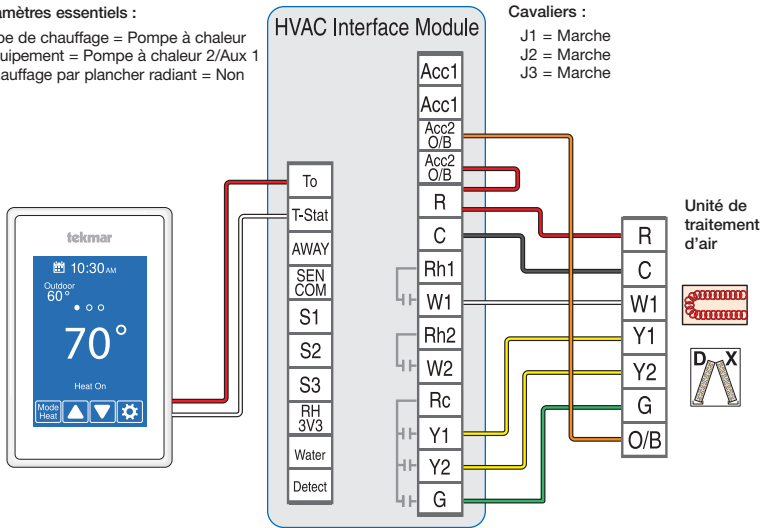 amètres essentiels :
pe de chauffage = Pompe à chaleur
uipement = Pompe à chaleur 2/Aux 1
auffage par plancher radiant = Non
HVAC Interface Module
Cavaliers :
J1 = Marche
J2 = Marche
J3 = Marche
Acc1
Acc1
Acc2
O/B
Acc2
O/B
R
C
Rh1
W1
Rh2
W2
Rc
Y1
Y2
G
To
T-Stat
AWAY
SEN
COM
S1
S2
S3
RH
3V3
Water
Detect
tekmar
10:30 AM
Outdoor
60°
70°
Heat On
Mode
Heat
Unité de
traitement
d'air
R
C
W1
Y1
Y2
G
O/B
D X